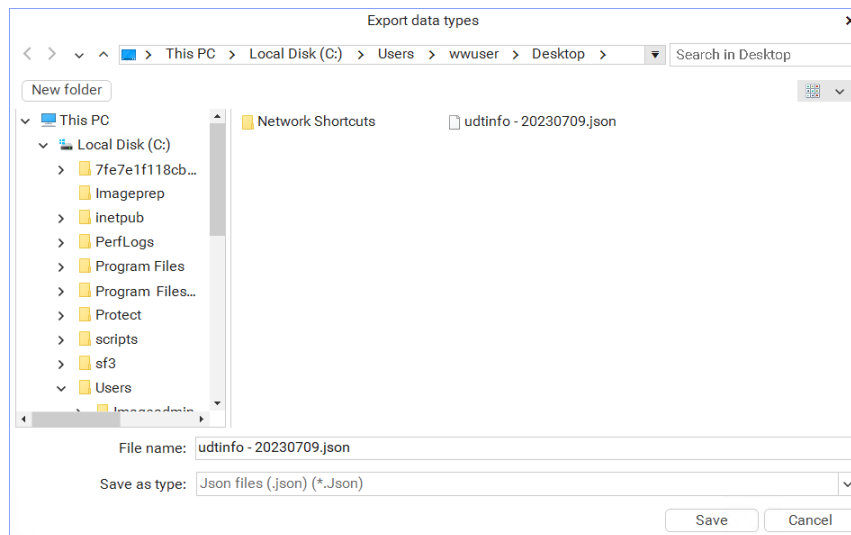 Export data types
This PC > Local Disk (C:) > Users > wwuser > Desktop >
Search in Desktop
New folder
This PC
Local Disk (C:)
7fe7e1f118cb...
Imageprep
inetpub
PerfLogs
Program Files
Program Files...
Protect
scripts
sf3
Users
Imageadmin
Network Shortcuts
udtinfo - 20230709.json
File name: udtinfo - 20230709.json
Save as type: Json files (.json) (*.Json)
Save
Cancel